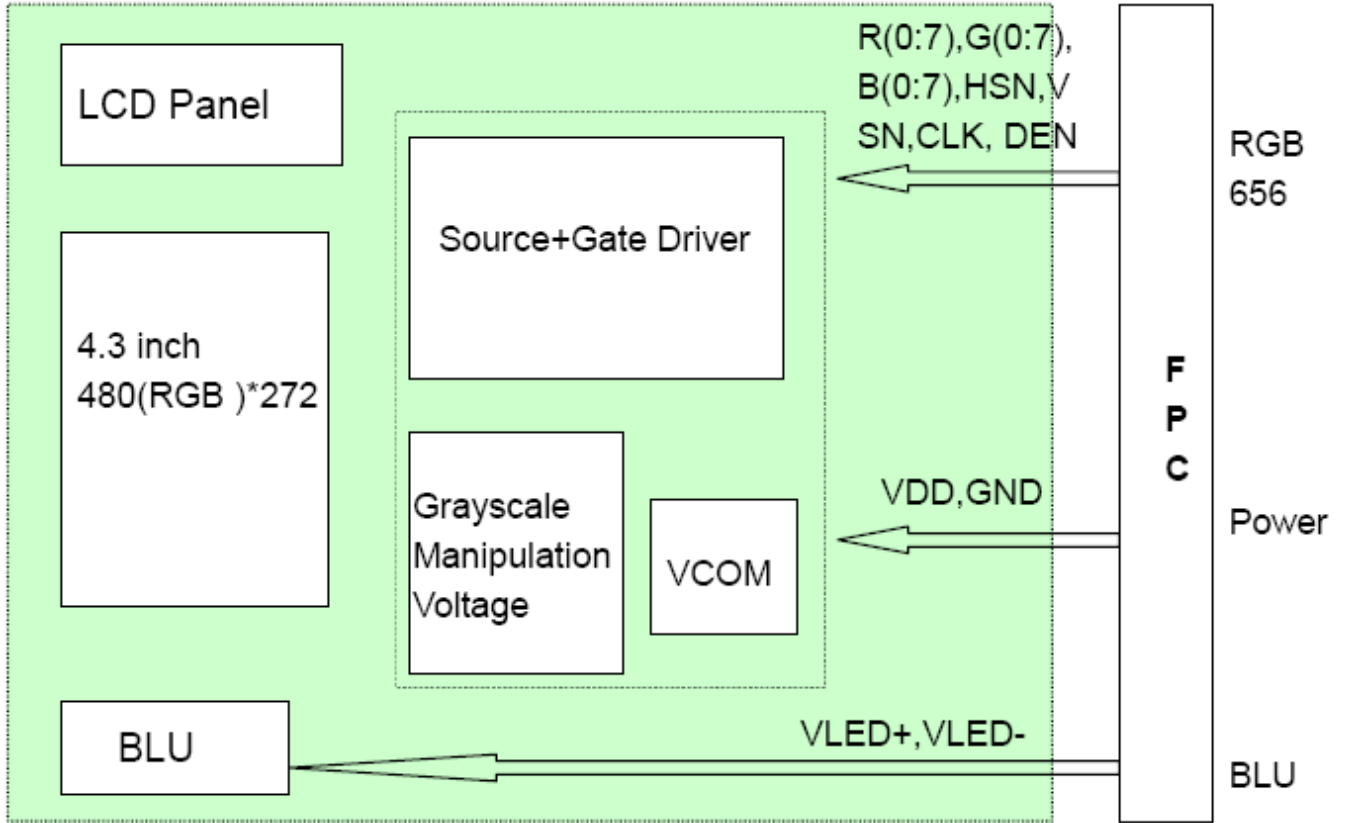 LCD Panel
4.3 inch
480(RGB )*272
BLU
Source+Gate Driver
Grayscale
Manipulation
Voltage
VCOM
R(0:7),G(0:7),
B(0:7),HSN,V
SN,CLK, DEN
VDD,GND
VLED+,VLED-
F
P
C
RGB
656
Power
BLU